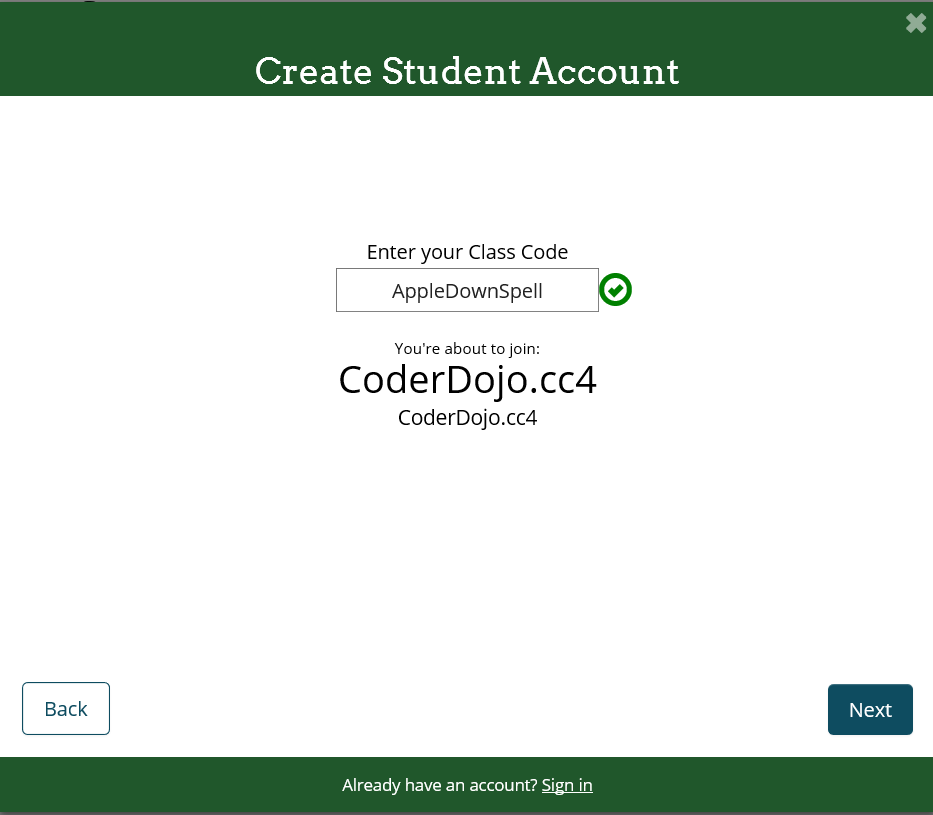 Create Student Account
Enter your Class Code
AppleDownSpell
You're about to join:
CoderDojo.cc4
CoderDojo.cc4
Back
Next
Already have an account? Sign in